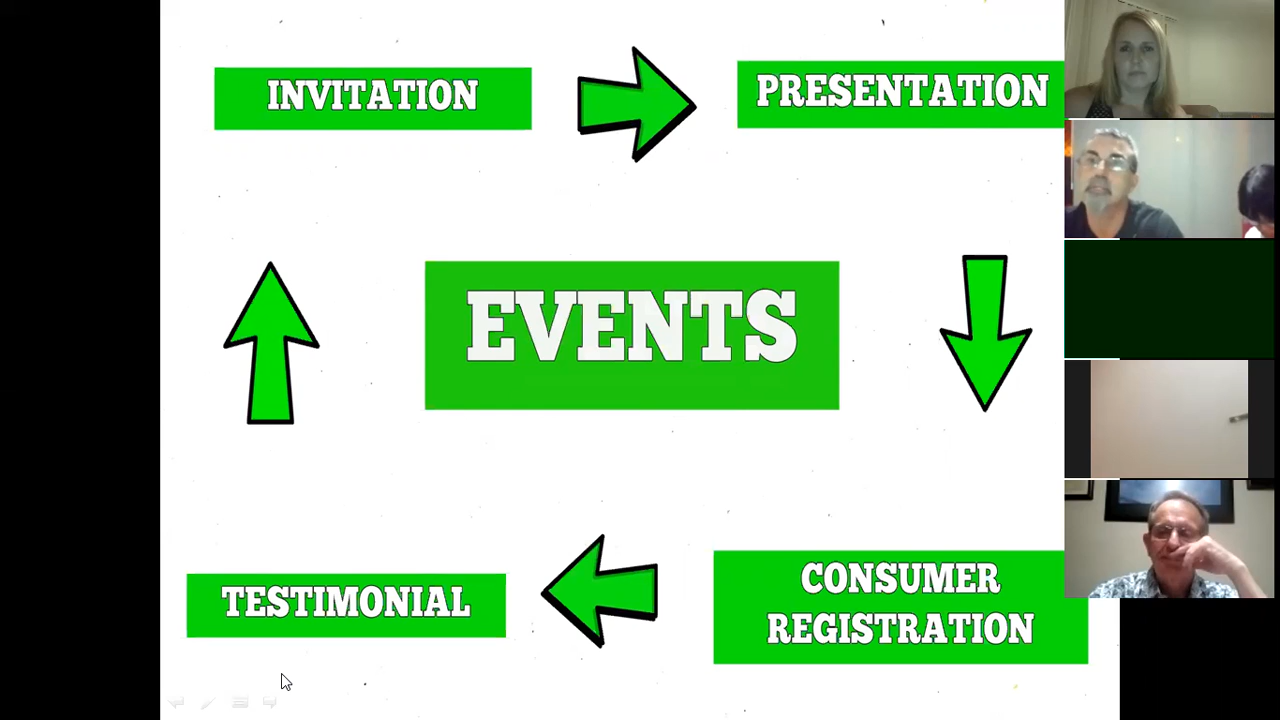 INVITATION
PRESENTATION
EVENTS
TESTIMONIAL
CONSUMER
REGISTRATION